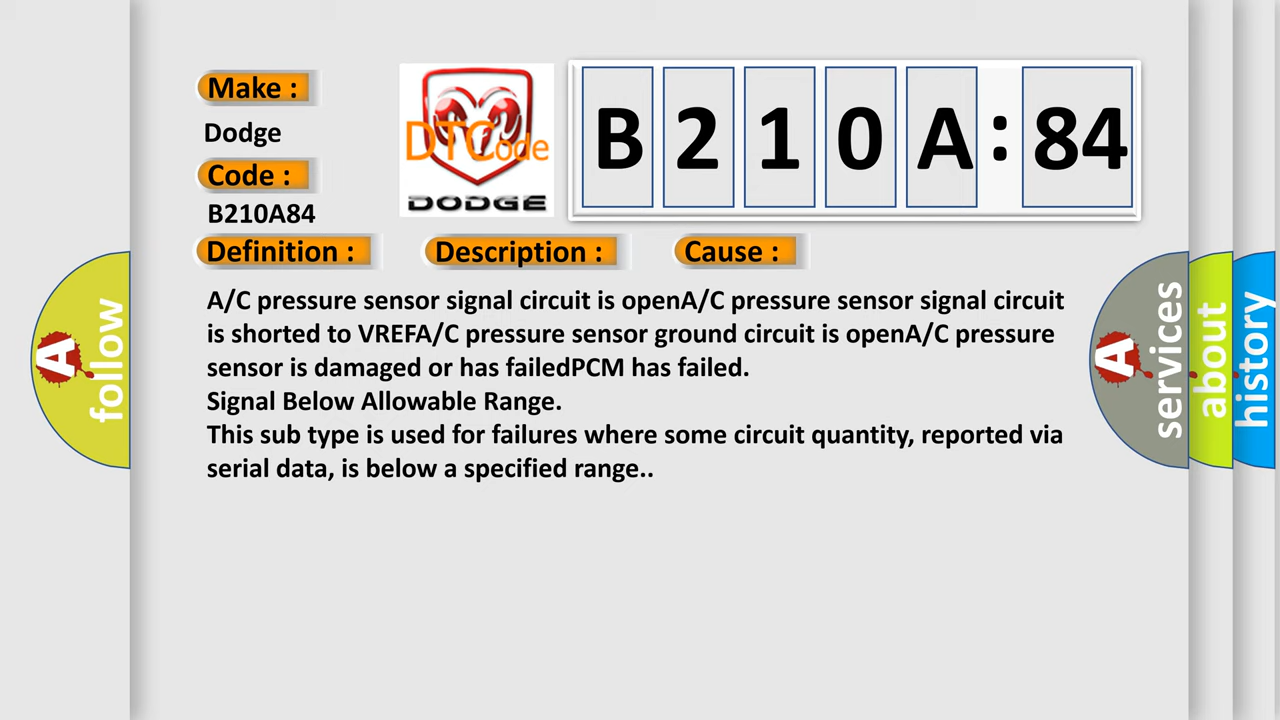 Make :
Dodge
Code :
B210A84
DTCode
DODGE
B210A:84
Definition :
Description :
Cause :
A/C pressure sensor signal circuit is openA/C pressure sensor signal circuit
is shorted to VREFA/C pressure sensor ground circuit is openA/C pressure
sensor is damaged or has failedPCM has failed.
Signal Below Allowable Range.
This sub type is used for failures where some circuit quantity, reported via
serial data, is below a specified range..
A follow
A services
about
history